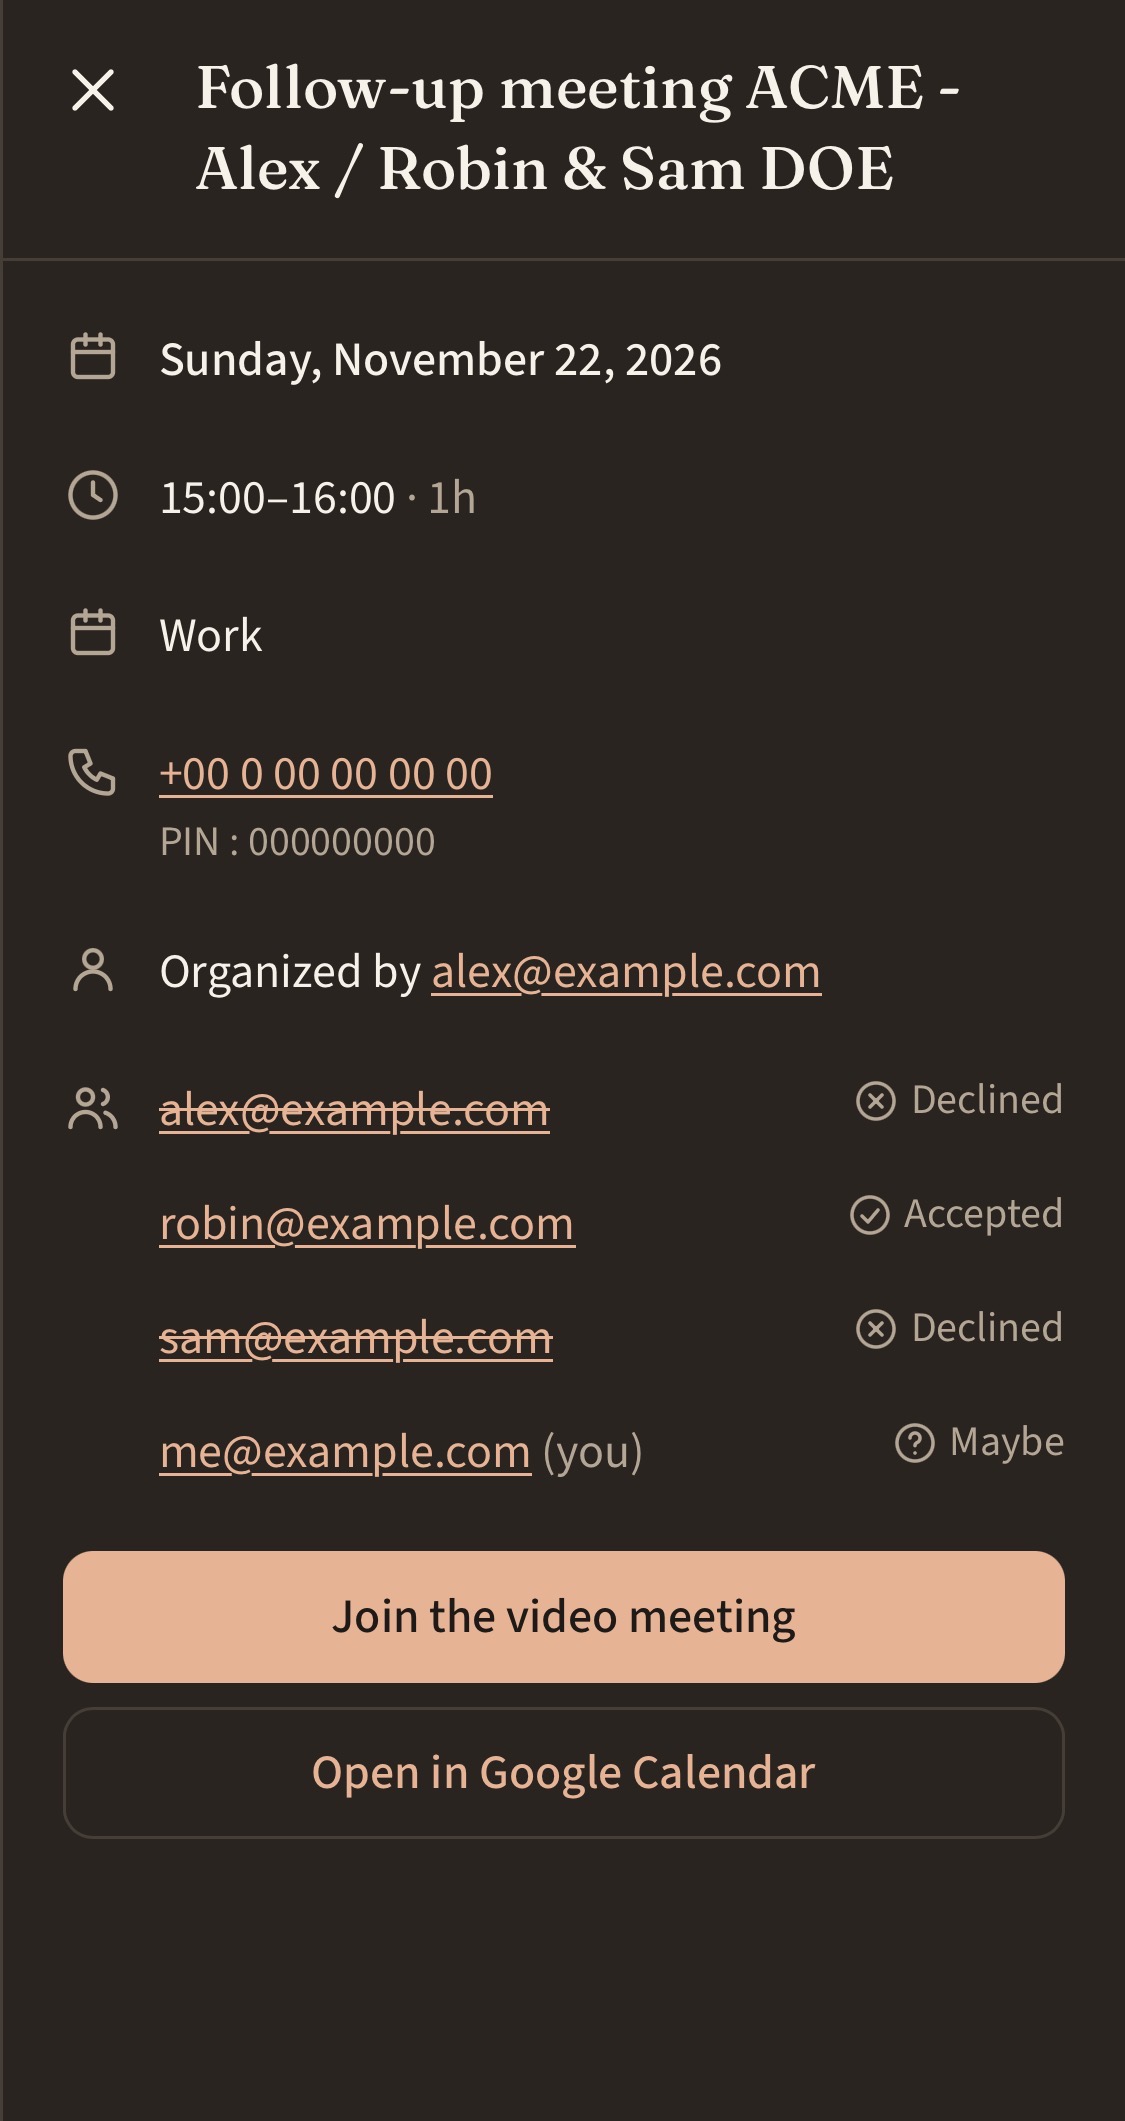 Follow-up meeting ACME -
Alex / Robin & Sam DOE
Sunday, November 22, 2026
15:00–16:00 · 1h
Work
+00 0 00 00 00 00
PIN : 000000000
Organized by alex@example.com
alex@example.com Declined
robin@example.com Accepted
sam@example.com Declined
me@example.com (you) Maybe
Join the video meeting
Open in Google Calendar